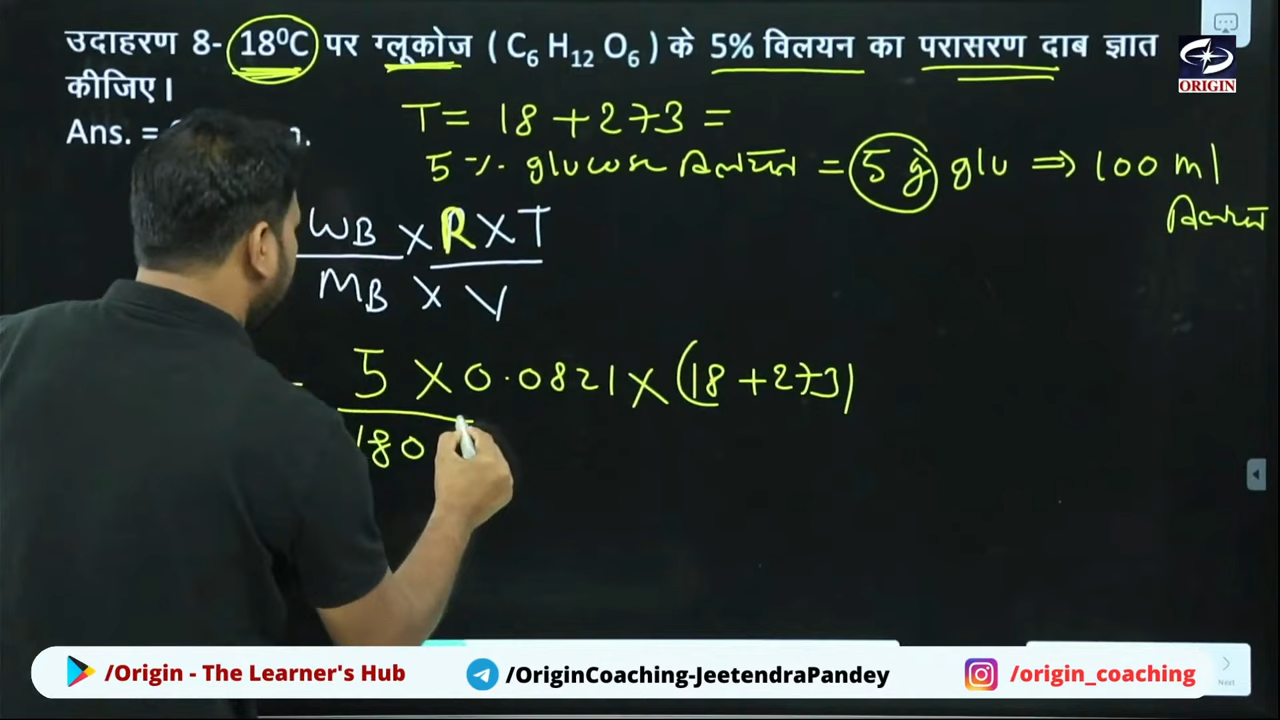 उदाहरण 8- 18⁰C पर ग्लूकोज ( C₆ H₁₂ O₆ ) के 5% विलयन का परासरण दाब ज्ञात
कीजिए ।
Ans. =
ORIGIN
T = 18 + 273 =
5 % glucose विलयन = 5 g glu ⇒ 100 ml
विलयन
WB × R × T
MB × V
5 × 0.0821 × (18 + 273)
180
/Origin - The Learner's Hub
/OriginCoaching-JeetendraPandey
/origin_coaching
Next